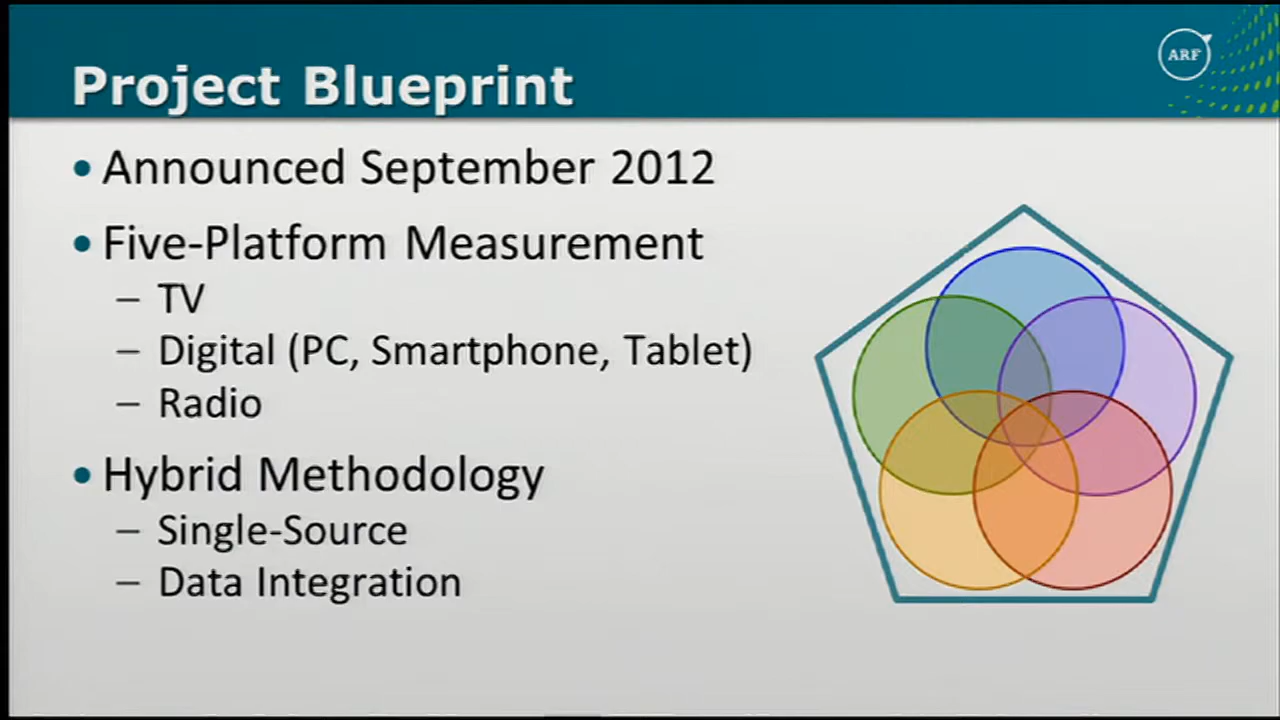 ARF
Project Blueprint
• Announced September 2012
• Five-Platform Measurement
– TV
– Digital (PC, Smartphone, Tablet)
– Radio
• Hybrid Methodology
– Single-Source
– Data Integration